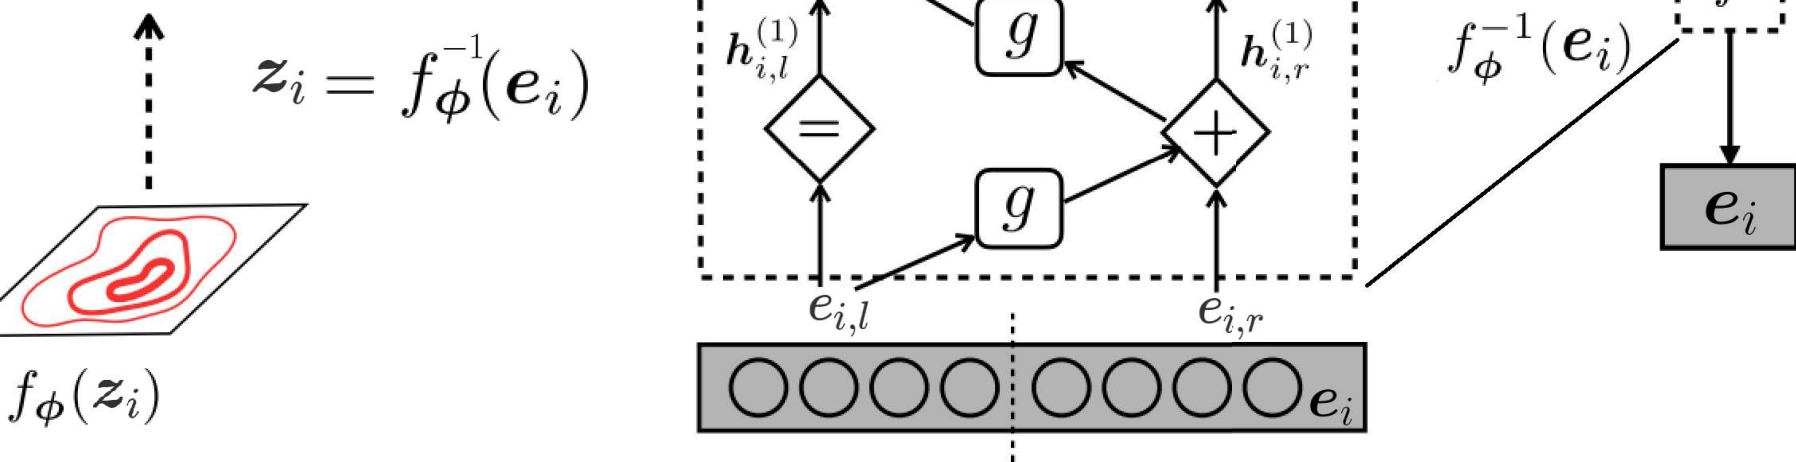 z_i = f_ϕ^{-1}(e_i)
f_ϕ(z_i)
h_{i,l}^{(1)}
g
h_{i,r}^{(1)}
=
+
g
e_{i,l}
e_{i,r}
e_i
f_ϕ^{-1}(e_i)
e_i